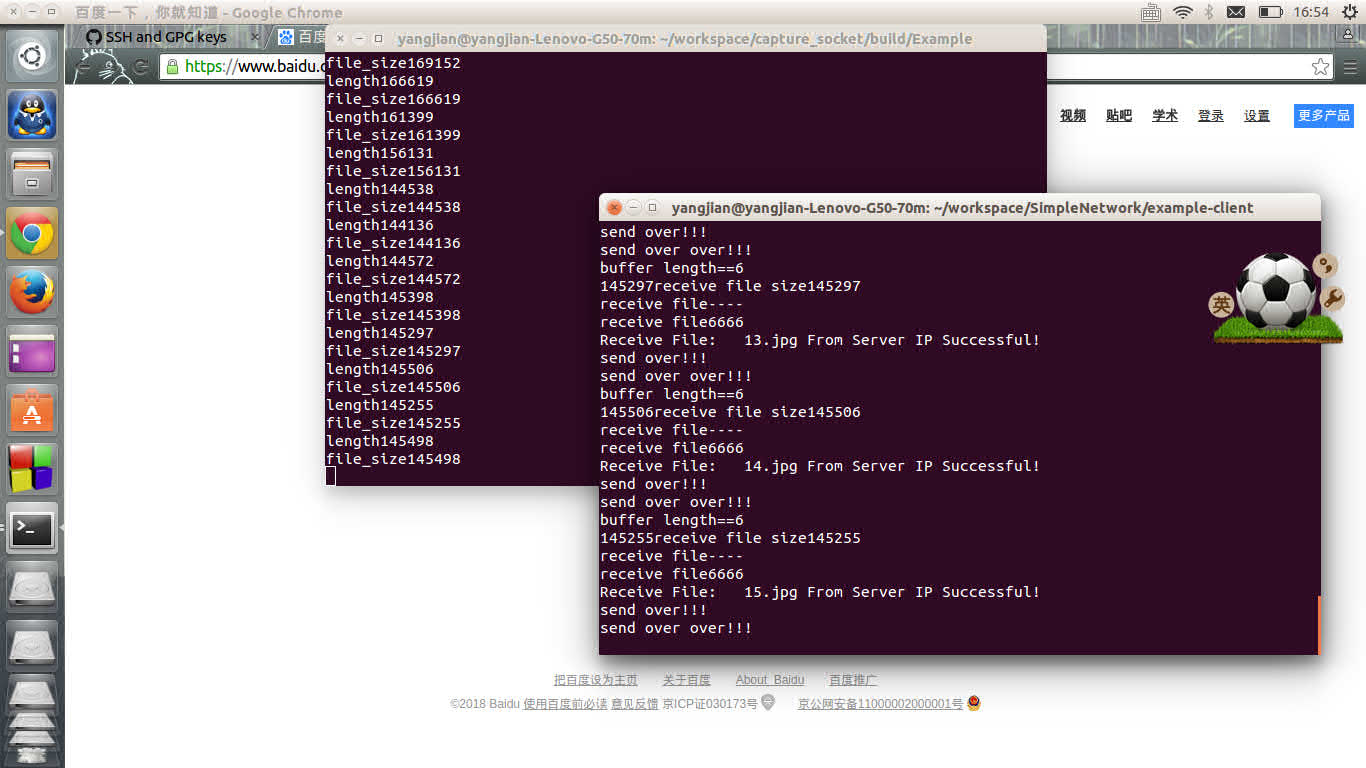 百度一下，你就知道 - Google Chrome
16:54
SSH and GPG keys
百度
yangjian@yangjian-Lenovo-G50-70m: ~/workspace/capture_socket/build/Example
https://www.baidu.c
视频 贴吧 学术 登录 设置 更多产品
file_size169152
length166619
file_size166619
length161399
file_size161399
length156131
file_size156131
length144538
file_size144538
length144136
file_size144136
length144572
file_size144572
length145398
file_size145398
length145297
file_size145297
length145506
file_size145506
length145255
file_size145255
length145498
file_size145498
yangjian@yangjian-Lenovo-G50-70m: ~/workspace/SimpleNetwork/example-client
send over!!!
send over over!!!
buffer length==6
145297receive file size145297
receive file----
receive file6666
Receive File:   13.jpg From Server IP Successful!
send over!!!
send over over!!!
buffer length==6
145506receive file size145506
receive file----
receive file6666
Receive File:   14.jpg From Server IP Successful!
send over!!!
send over over!!!
buffer length==6
145255receive file size145255
receive file----
receive file6666
Receive File:   15.jpg From Server IP Successful!
send over!!!
send over over!!!
英
把百度设为主页 关于百度 About Baidu 百度推广
©2018 Baidu 使用百度前必读 意见反馈 京ICP证030173号 京公网安备11000002000001号